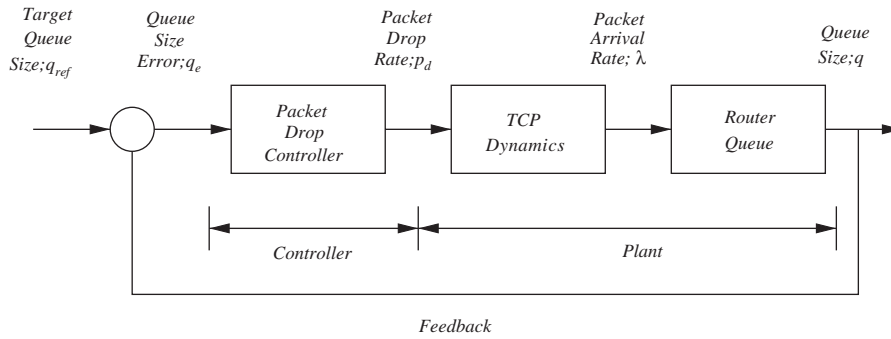 Target
Queue
Size;q_ref
Queue
Size
Error;q_e
Packet
Drop
Rate;p_d
Packet
Arrival
Rate; λ
Queue
Size;q
Packet
Drop
Controller
TCP
Dynamics
Router
Queue
Controller
Plant
Feedback